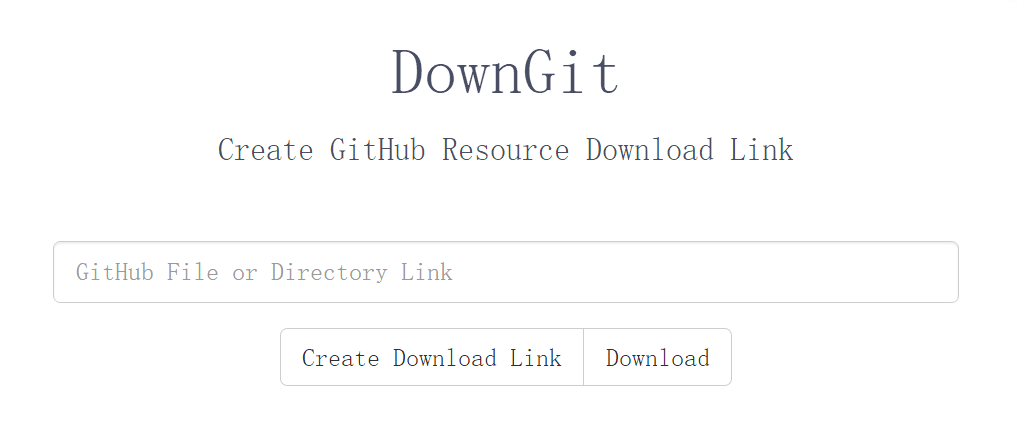 DownGit
Create GitHub Resource Download Link
GitHub File or Directory Link
Create Download Link
Download